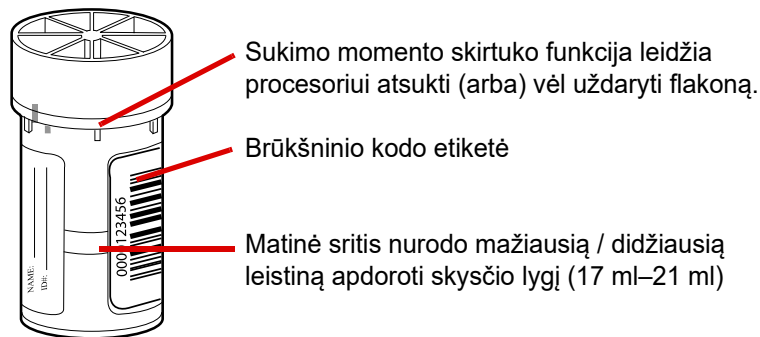 Sukimo momento skirtuko funkcija leidžia
procesoriui atsukti (arba) vėl uždaryti flakoną.
Brūkšninio kodo etiketė
Matinė sritis nurodo mažiausią / didžiausią
leistiną apdoroti skysčio lygį (17 ml–21 ml)
NAME:
ID#:
0000123456